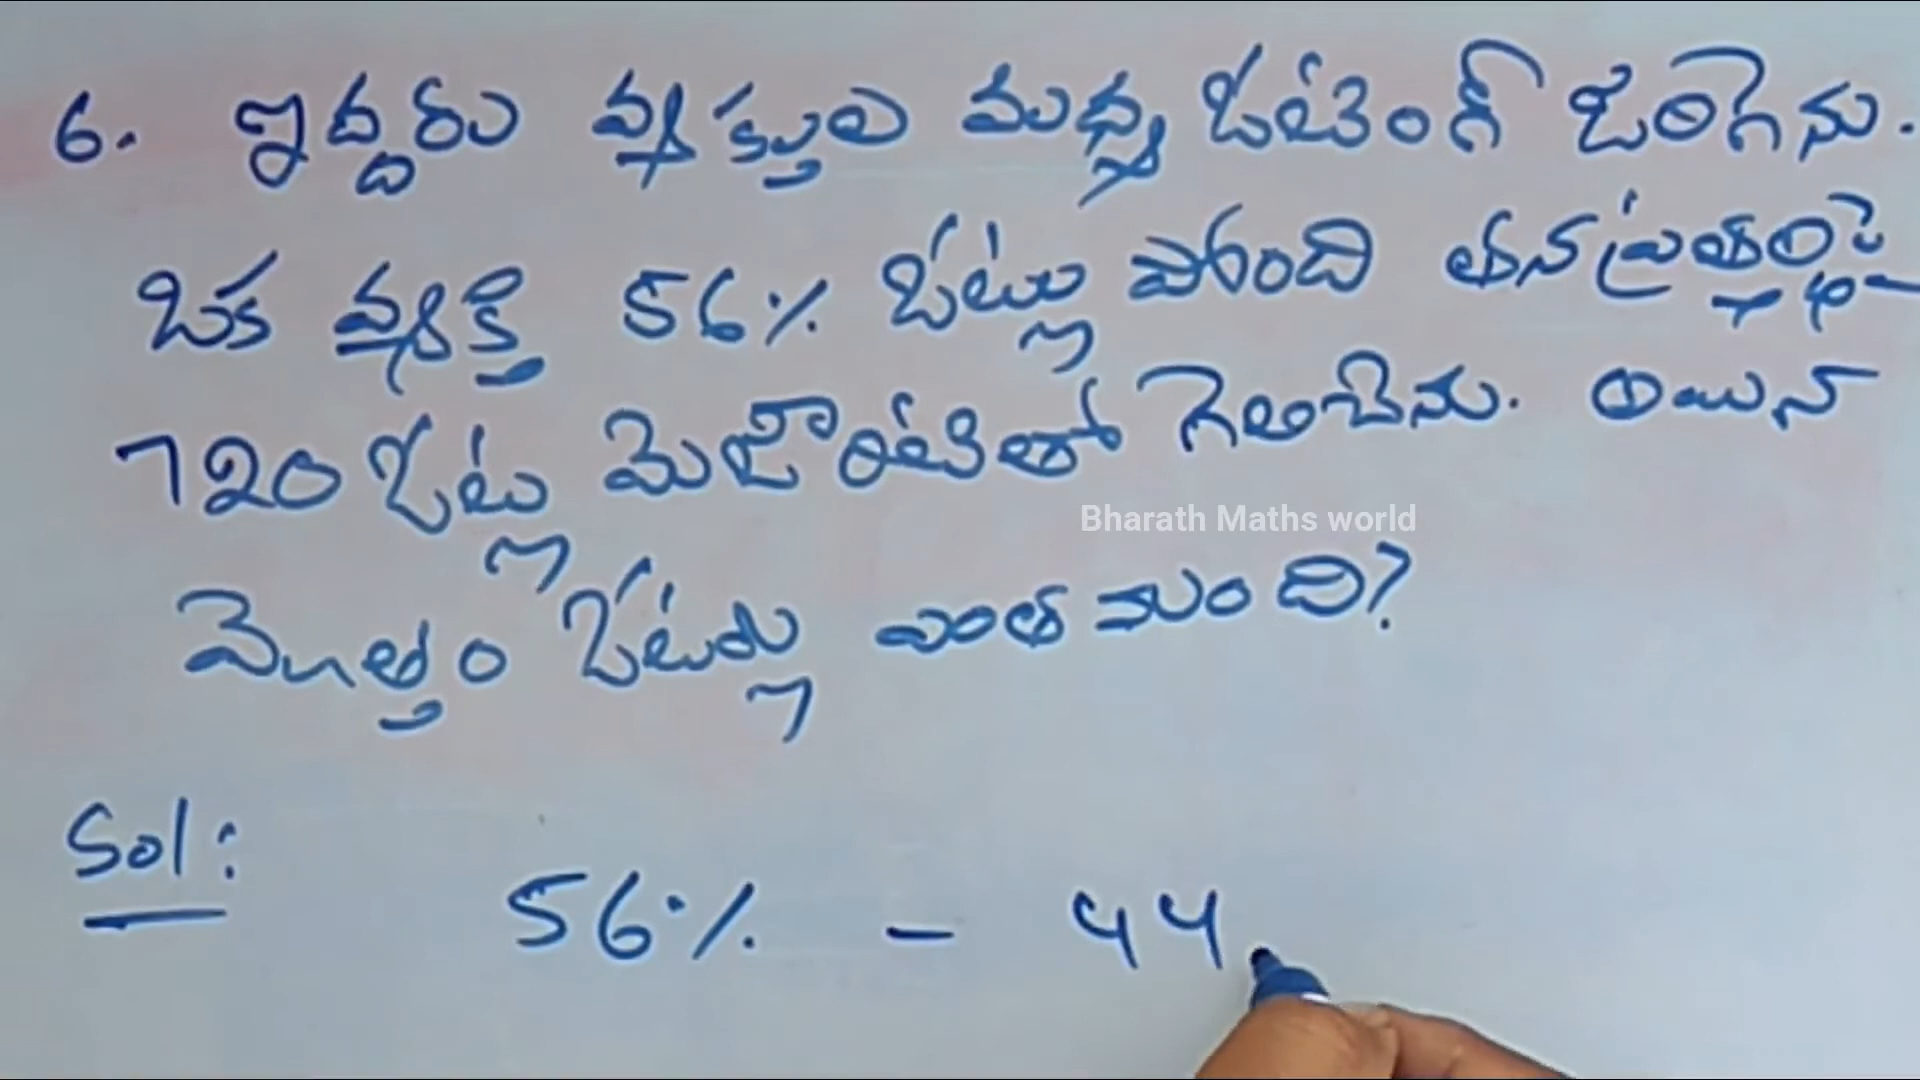 6. ఇద్దరు వ్యక్తుల మధ్య ఓటింగ్ జరిగెను.
ఒక వ్యక్తి 56% ఓట్లు పొంది తన ప్రత్యర్థిపై
720 ఓట్ల మెజారిటితో గెలిచెను. అయిన
Bharath Maths world
మొత్తం ఓటర్లు ఎంత మంది?
Sol:
56% - 44